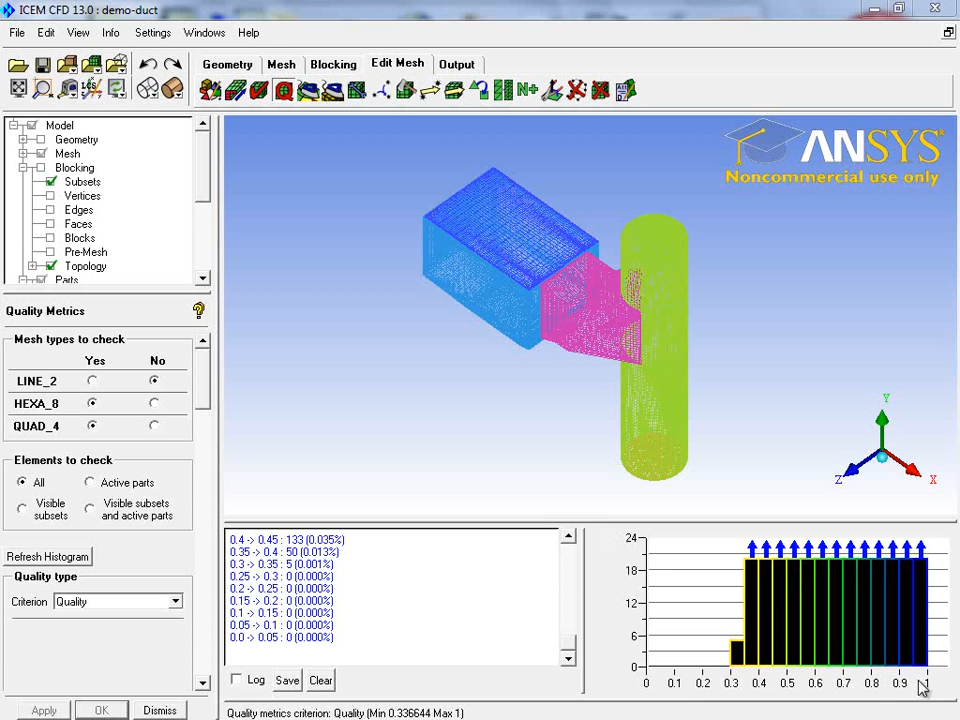 ICEM CFD 13.0 : demo-duct
File Edit View Info Settings Windows Help
Geometry Mesh Blocking Edit Mesh Output
LCS
N+
Model
Geometry
Mesh
Blocking
Subsets
Vertices
Edges
Faces
Blocks
Pre-Mesh
Topology
Parts
ANSYS
Noncommercial use only
Y
Z
X
Quality Metrics
?
Mesh types to check
Yes No
LINE_2
HEXA_8
QUAD_4
Elements to check
All
Active parts
Visible subsets
Visible subsets and active parts
Refresh Histogram
Quality type
Criterion Quality
Apply OK Dismiss
0.4 -> 0.45 : 133 (0.035%)
0.35 -> 0.4 : 50 (0.013%)
0.3 -> 0.35 : 5 (0.001%)
0.25 -> 0.3 : 0 (0.000%)
0.2 -> 0.25 : 0 (0.000%)
0.15 -> 0.2 : 0 (0.000%)
0.1 -> 0.15 : 0 (0.000%)
0.05 -> 0.1 : 0 (0.000%)
0.0 -> 0.05 : 0 (0.000%)
Log Save Clear
24
18
12
6
0
0 0.1 0.2 0.3 0.4 0.5 0.6 0.7 0.8 0.9 1
Quality metrics criterion: Quality (Min 0.336644 Max 1)